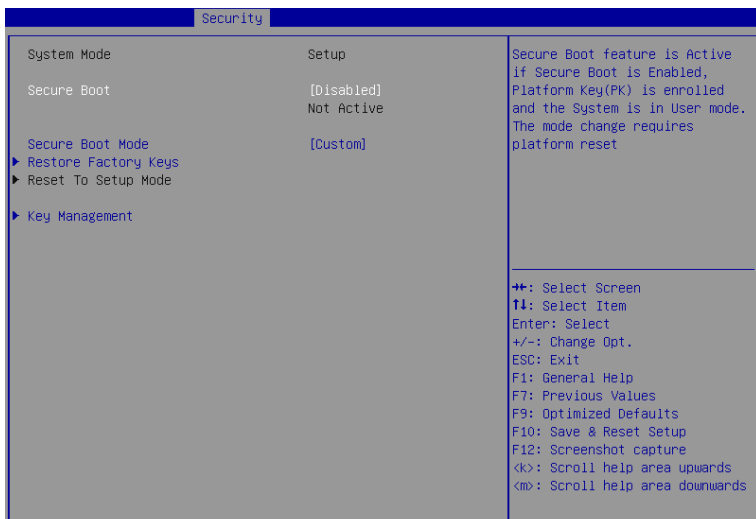 Security
System Mode Setup
Secure Boot [Disabled]
Not Active
Secure Boot Mode [Custom]
▶ Restore Factory Keys
▶ Reset To Setup Mode
▶ Key Management
Secure Boot feature is Active
if Secure Boot is Enabled,
Platform Key(PK) is enrolled
and the System is in User mode.
The mode change requires
platform reset
→←: Select Screen
↑↓: Select Item
Enter: Select
+/-: Change Opt.
ESC: Exit
F1: General Help
F7: Previous Values
F9: Optimized Defaults
F10: Save & Reset Setup
F12: Screenshot capture
<k>: Scroll help area upwards
<m>: Scroll help area downwards